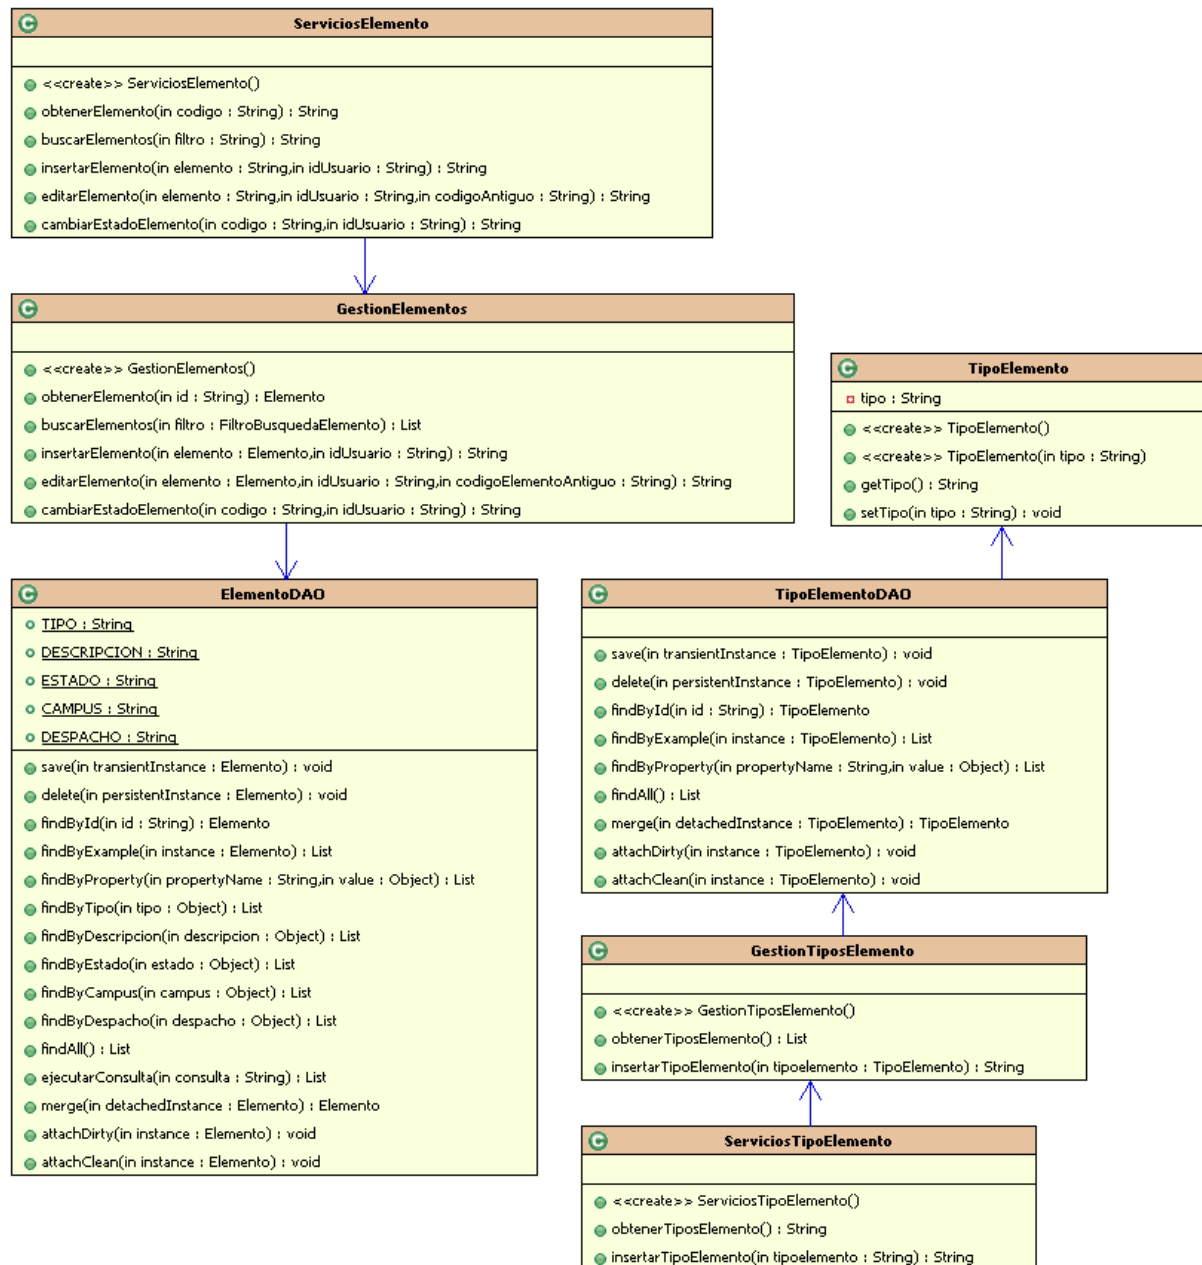 ServiciosElemento
<<create>> ServiciosElemento()
obtenerElemento(in codigo : String) : String
buscarElementos(in filtro : String) : String
insertarElemento(in elemento : String,in idUsuario : String) : String
editarElemento(in elemento : String,in idUsuario : String,in codigoAntiguo : String) : String
cambiarEstadoElemento(in codigo : String,in idUsuario : String) : String
GestionElementos
<<create>> GestionElementos()
obtenerElemento(in id : String) : Elemento
buscarElementos(in filtro : FiltroBusquedaElemento) : List
insertarElemento(in elemento : Elemento,in idUsuario : String) : String
editarElemento(in elemento : Elemento,in idUsuario : String,in codigoElementoAntiguo : String) : String
cambiarEstadoElemento(in codigo : String,in idUsuario : String) : String
TipoElemento
tipo : String
<<create>> TipoElemento()
<<create>> TipoElemento(in tipo : String)
getTipo() : String
setTipo(in tipo : String) : void
ElementoDAO
TIPO : String
DESCRIPCION : String
ESTADO : String
CAMPUS : String
DESPACHO : String
save(in transientInstance : Elemento) : void
delete(in persistentInstance : Elemento) : void
findById(in id : String) : Elemento
findByExample(in instance : Elemento) : List
findByProperty(in propertyName : String,in value : Object) : List
findByTipo(in tipo : Object) : List
findByDescripcion(in descripcion : Object) : List
findByEstado(in estado : Object) : List
findByCampus(in campus : Object) : List
findByDespacho(in despacho : Object) : List
findAll() : List
ejecutarConsulta(in consulta : String) : List
merge(in detachedInstance : Elemento) : Elemento
attachDirty(in instance : Elemento) : void
attachClean(in instance : Elemento) : void
TipoElementoDAO
save(in transientInstance : TipoElemento) : void
delete(in persistentInstance : TipoElemento) : void
findById(in id : String) : TipoElemento
findByExample(in instance : TipoElemento) : List
findByProperty(in propertyName : String,in value : Object) : List
findAll() : List
merge(in detachedInstance : TipoElemento) : TipoElemento
attachDirty(in instance : TipoElemento) : void
attachClean(in instance : TipoElemento) : void
GestionTiposElemento
<<create>> GestionTiposElemento()
obtenerTiposElemento() : List
insertarTipoElemento(in tipoelemento : TipoElemento) : String
ServiciosTipoElemento
<<create>> ServiciosTipoElemento()
obtenerTiposElemento() : String
insertarTipoElemento(in tipoelemento : String) : String